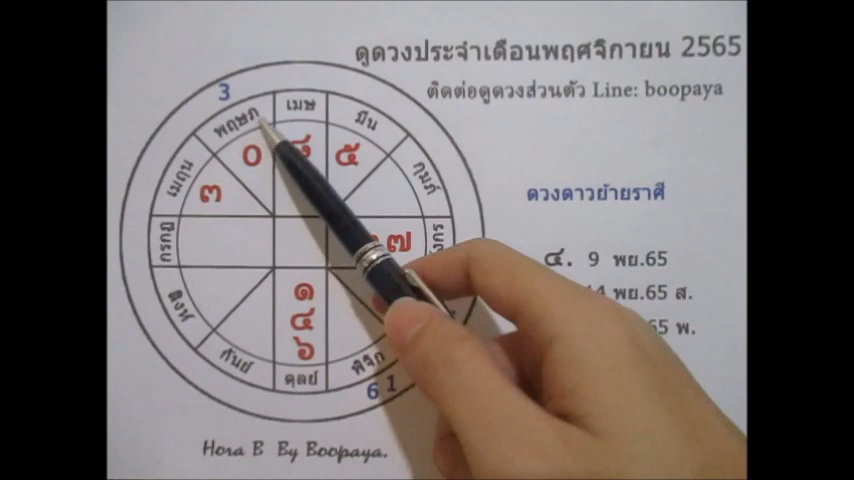 ดูดวงประจำเดือนพฤศจิกายน 2565
ติดต่อดูดวงส่วนตัว Line: boopaya
3
พฤษภ
เมษ
มีน
เมถุน
กุมภ์
๐
๘
๕
๓
ดวงดาวย้ายราศี
กรกฎ
๗
๔. 9 พย.65
พย.65 ส.
65 พ.
๑
๔
๖
สิงห์
กันย์
ตุลย์
พิจิก
6 1
Hora B By Boopaya.